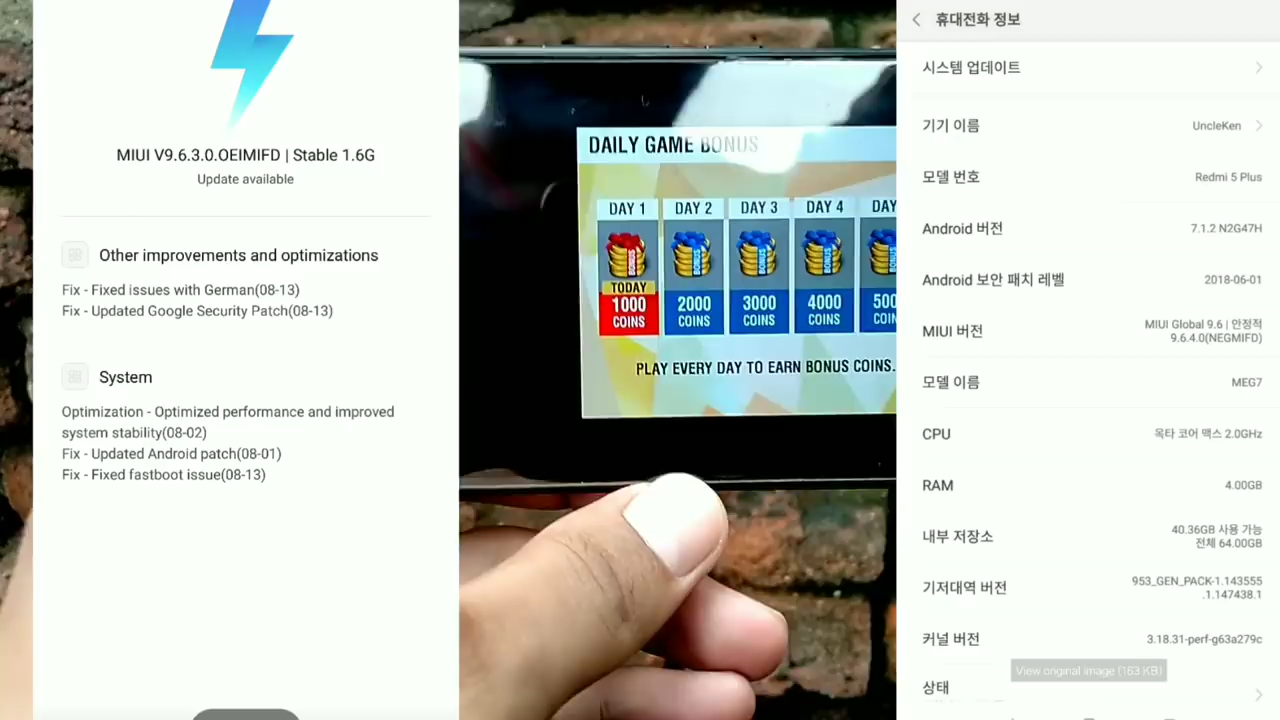 MIUI V9.6.3.0.OEIMIFD | Stable 1.6G
Update available
Other improvements and optimizations
Fix - Fixed issues with German(08-13)
Fix - Updated Google Security Patch(08-13)
System
Optimization - Optimized performance and improved
system stability(08-02)
Fix - Updated Android patch(08-01)
Fix - Fixed fastboot issue(08-13)
DAILY GAME BONUS
DAY 1 DAY 2 DAY 3 DAY 4 DAY
BONUS BONUS BONUS BONUS BONUS
TODAY
1000 2000 3000 4000 500
COINS COINS COINS COINS COIN
PLAY EVERY DAY TO EARN BONUS COINS.
휴대전화 정보
시스템 업데이트
기기 이름 UncleKen
모델 번호 Redmi 5 Plus
Android 버전 7.1.2 N2G47H
Android 보안 패치 레벨 2018-06-01
MIUI 버전 MIUI Global 9.6 | 안정적
9.6.4.0(NEGMIFD)
모델 이름 MEG7
CPU 옥타 코어 맥스 2.0GHz
RAM 4.00GB
내부 저장소 40.36GB 사용 가능
전체 64.00GB
기저대역 버전 953_GEN_PACK-1.143555
.1.147438.1
커널 버전 3.18.31-perf-g63a279c
View original image (163 KB)
상태